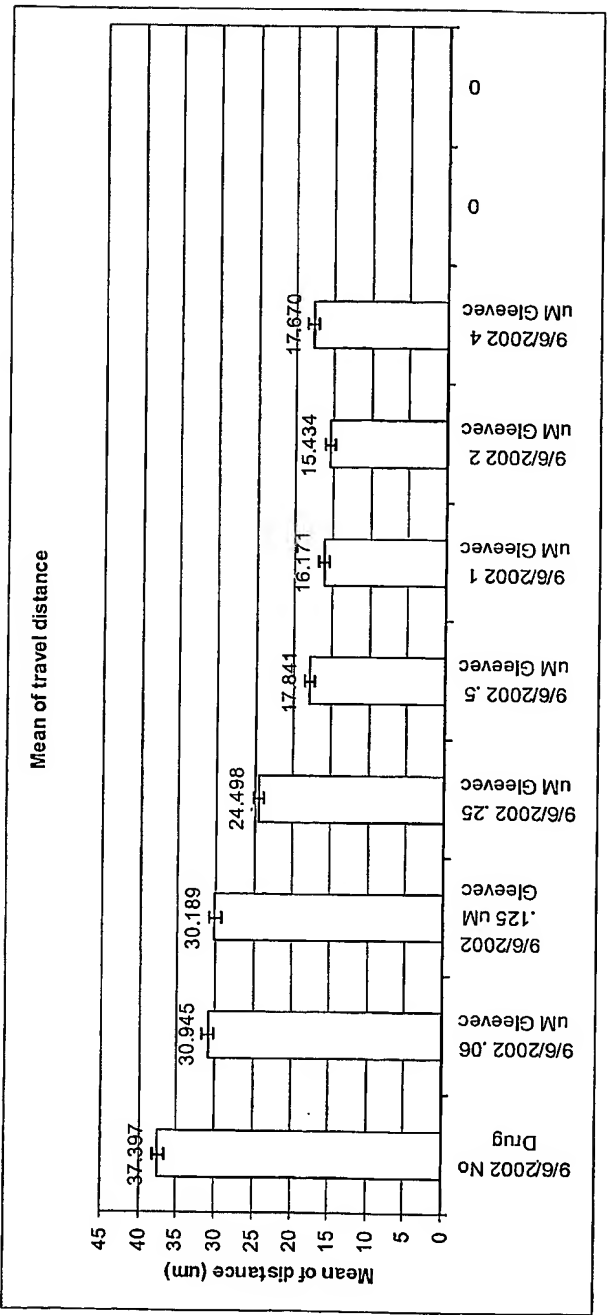 Mean of travel distance
Mean of distance (um)
45
40
35
30
25
20
15
10
5
0
37.397
30.945
30.189
24.498
17.841
16.171
15.434
17.670
9/6/2002 No
Drug
9/6/2002 .06
uM Gleevec
9/6/2002
.125 uM
Gleevec
9/6/2002 .25
uM Gleevec
9/6/2002 .5
uM Gleevec
9/6/2002 1
uM Gleevec
9/6/2002 2
uM Gleevec
9/6/2002 4
uM Gleevec
0
0